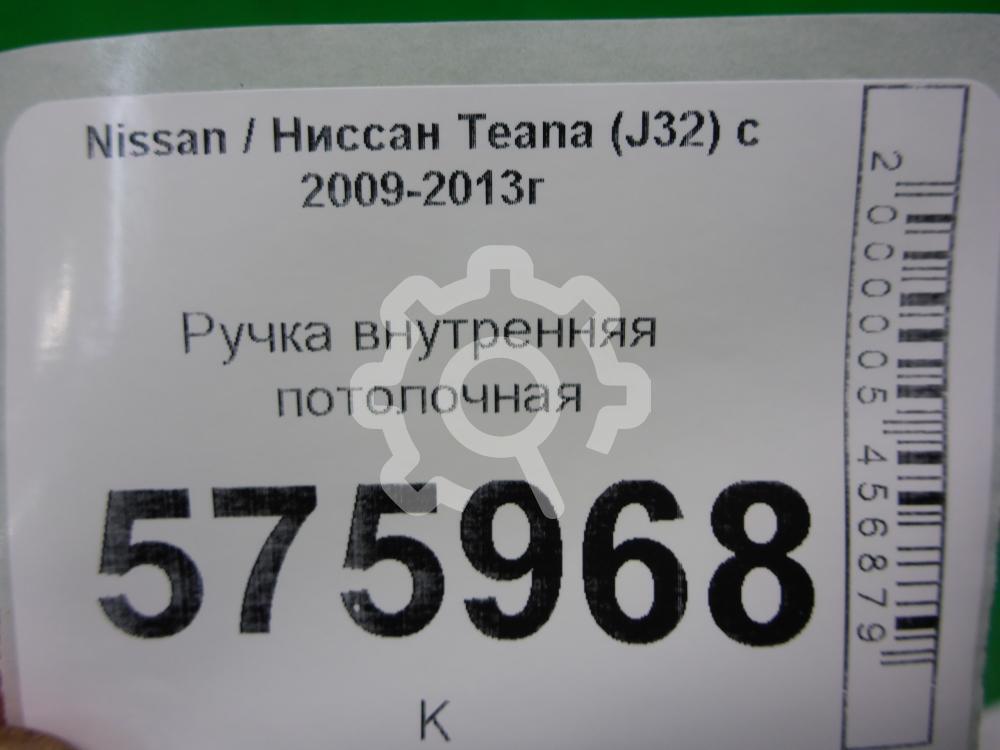 Nissan / Ниссан Teana (J32) с
2009-2013г
Ручка внутренняя
потолочная
575968
К
2000005456879